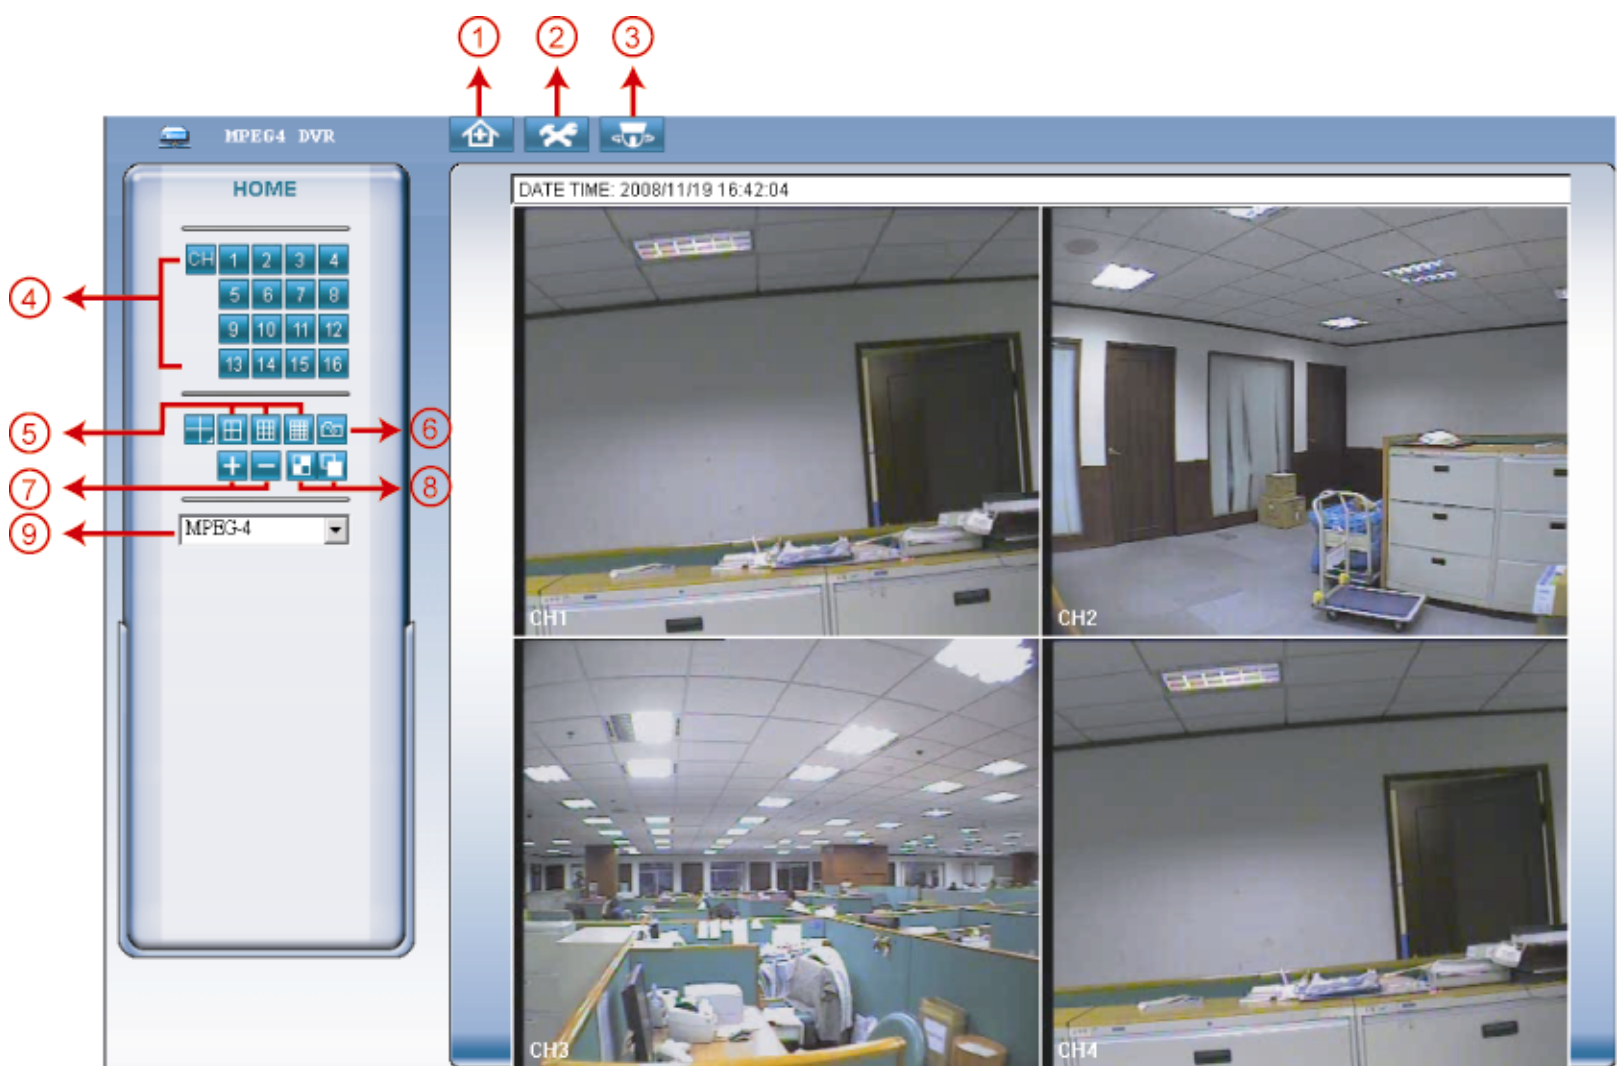 1 2 3
MPEG4 DVR
HOME
DATE TIME: 2008/11/19 16:42:04
4
CH 1 2 3 4
5 6 7 8
9 10 11 12
13 14 15 16
5
6
7
8
9
MPEG-4
CH1
CH2
CH3
CH4